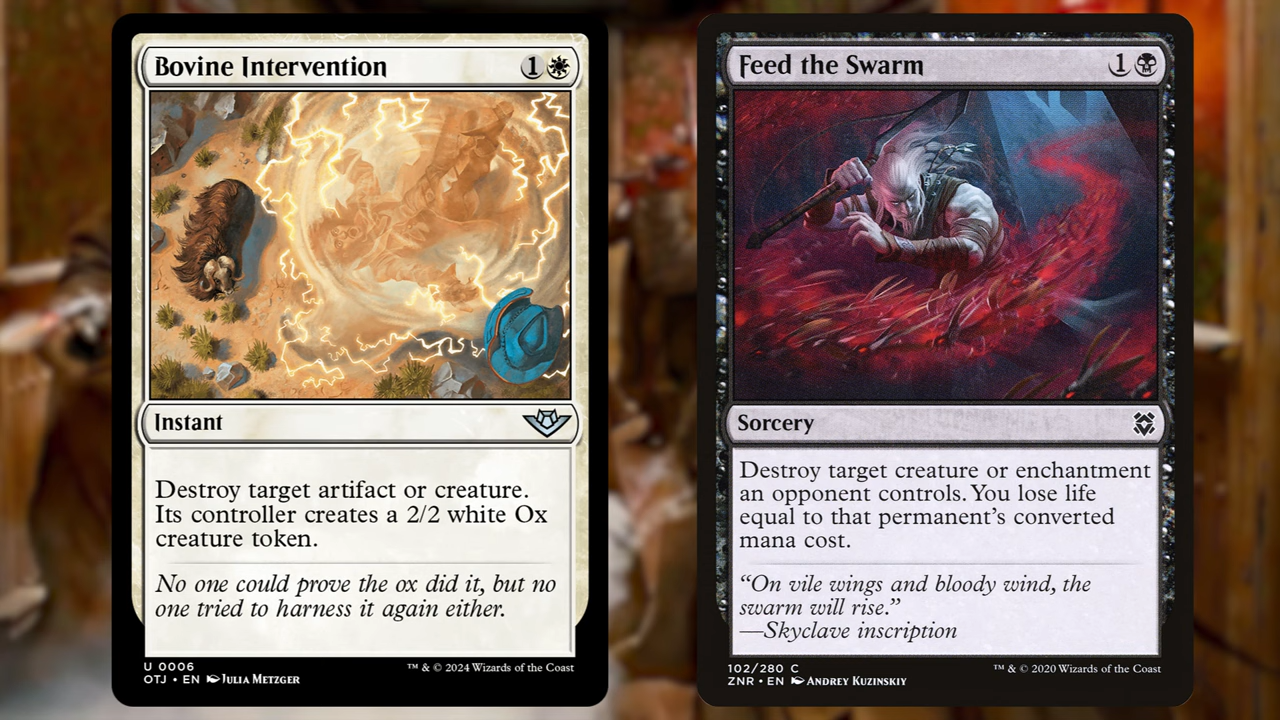 Bovine Intervention 1
Instant
Destroy target artifact or creature.
Its controller creates a 2/2 white Ox
creature token.
No one could prove the ox did it, but no
one tried to harness it again either.
U 0006
OTJ • EN JULIA METZGER
™ & © 2024 Wizards of the Coast
Feed the Swarm 1
Sorcery
Destroy target creature or enchantment
an opponent controls. You lose life
equal to that permanent's converted
mana cost.
“On vile wings and bloody wind, the
swarm will rise.”
—Skyclave inscription
102/280 C
ZNR • EN ANDREY KUZINSKIY
™ & © 2020 Wizards of the Coast